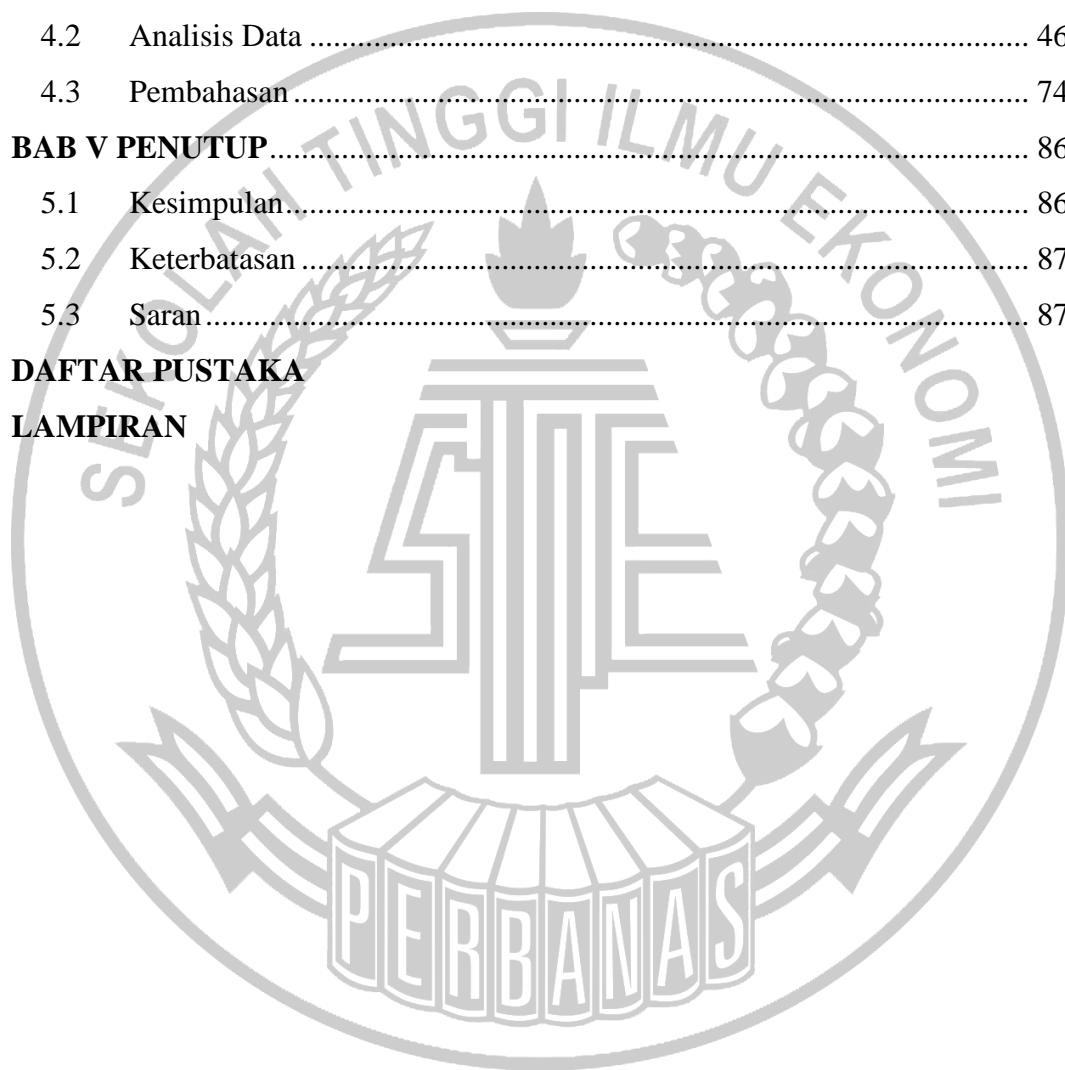 4.2 Analisis Data ........................................................................................... 46
4.3 Pembahasan ............................................................................................. 74
BAB V PENUTUP ................................................................................................ 86
5.1 Kesimpulan .............................................................................................. 86
5.2 Keterbatasan ............................................................................................ 87
5.3 Saran ........................................................................................................ 87
DAFTAR PUSTAKA
LAMPIRAN
SEKOLAH TINGGI ILMU EKONOMI
STIE
PERBANAS